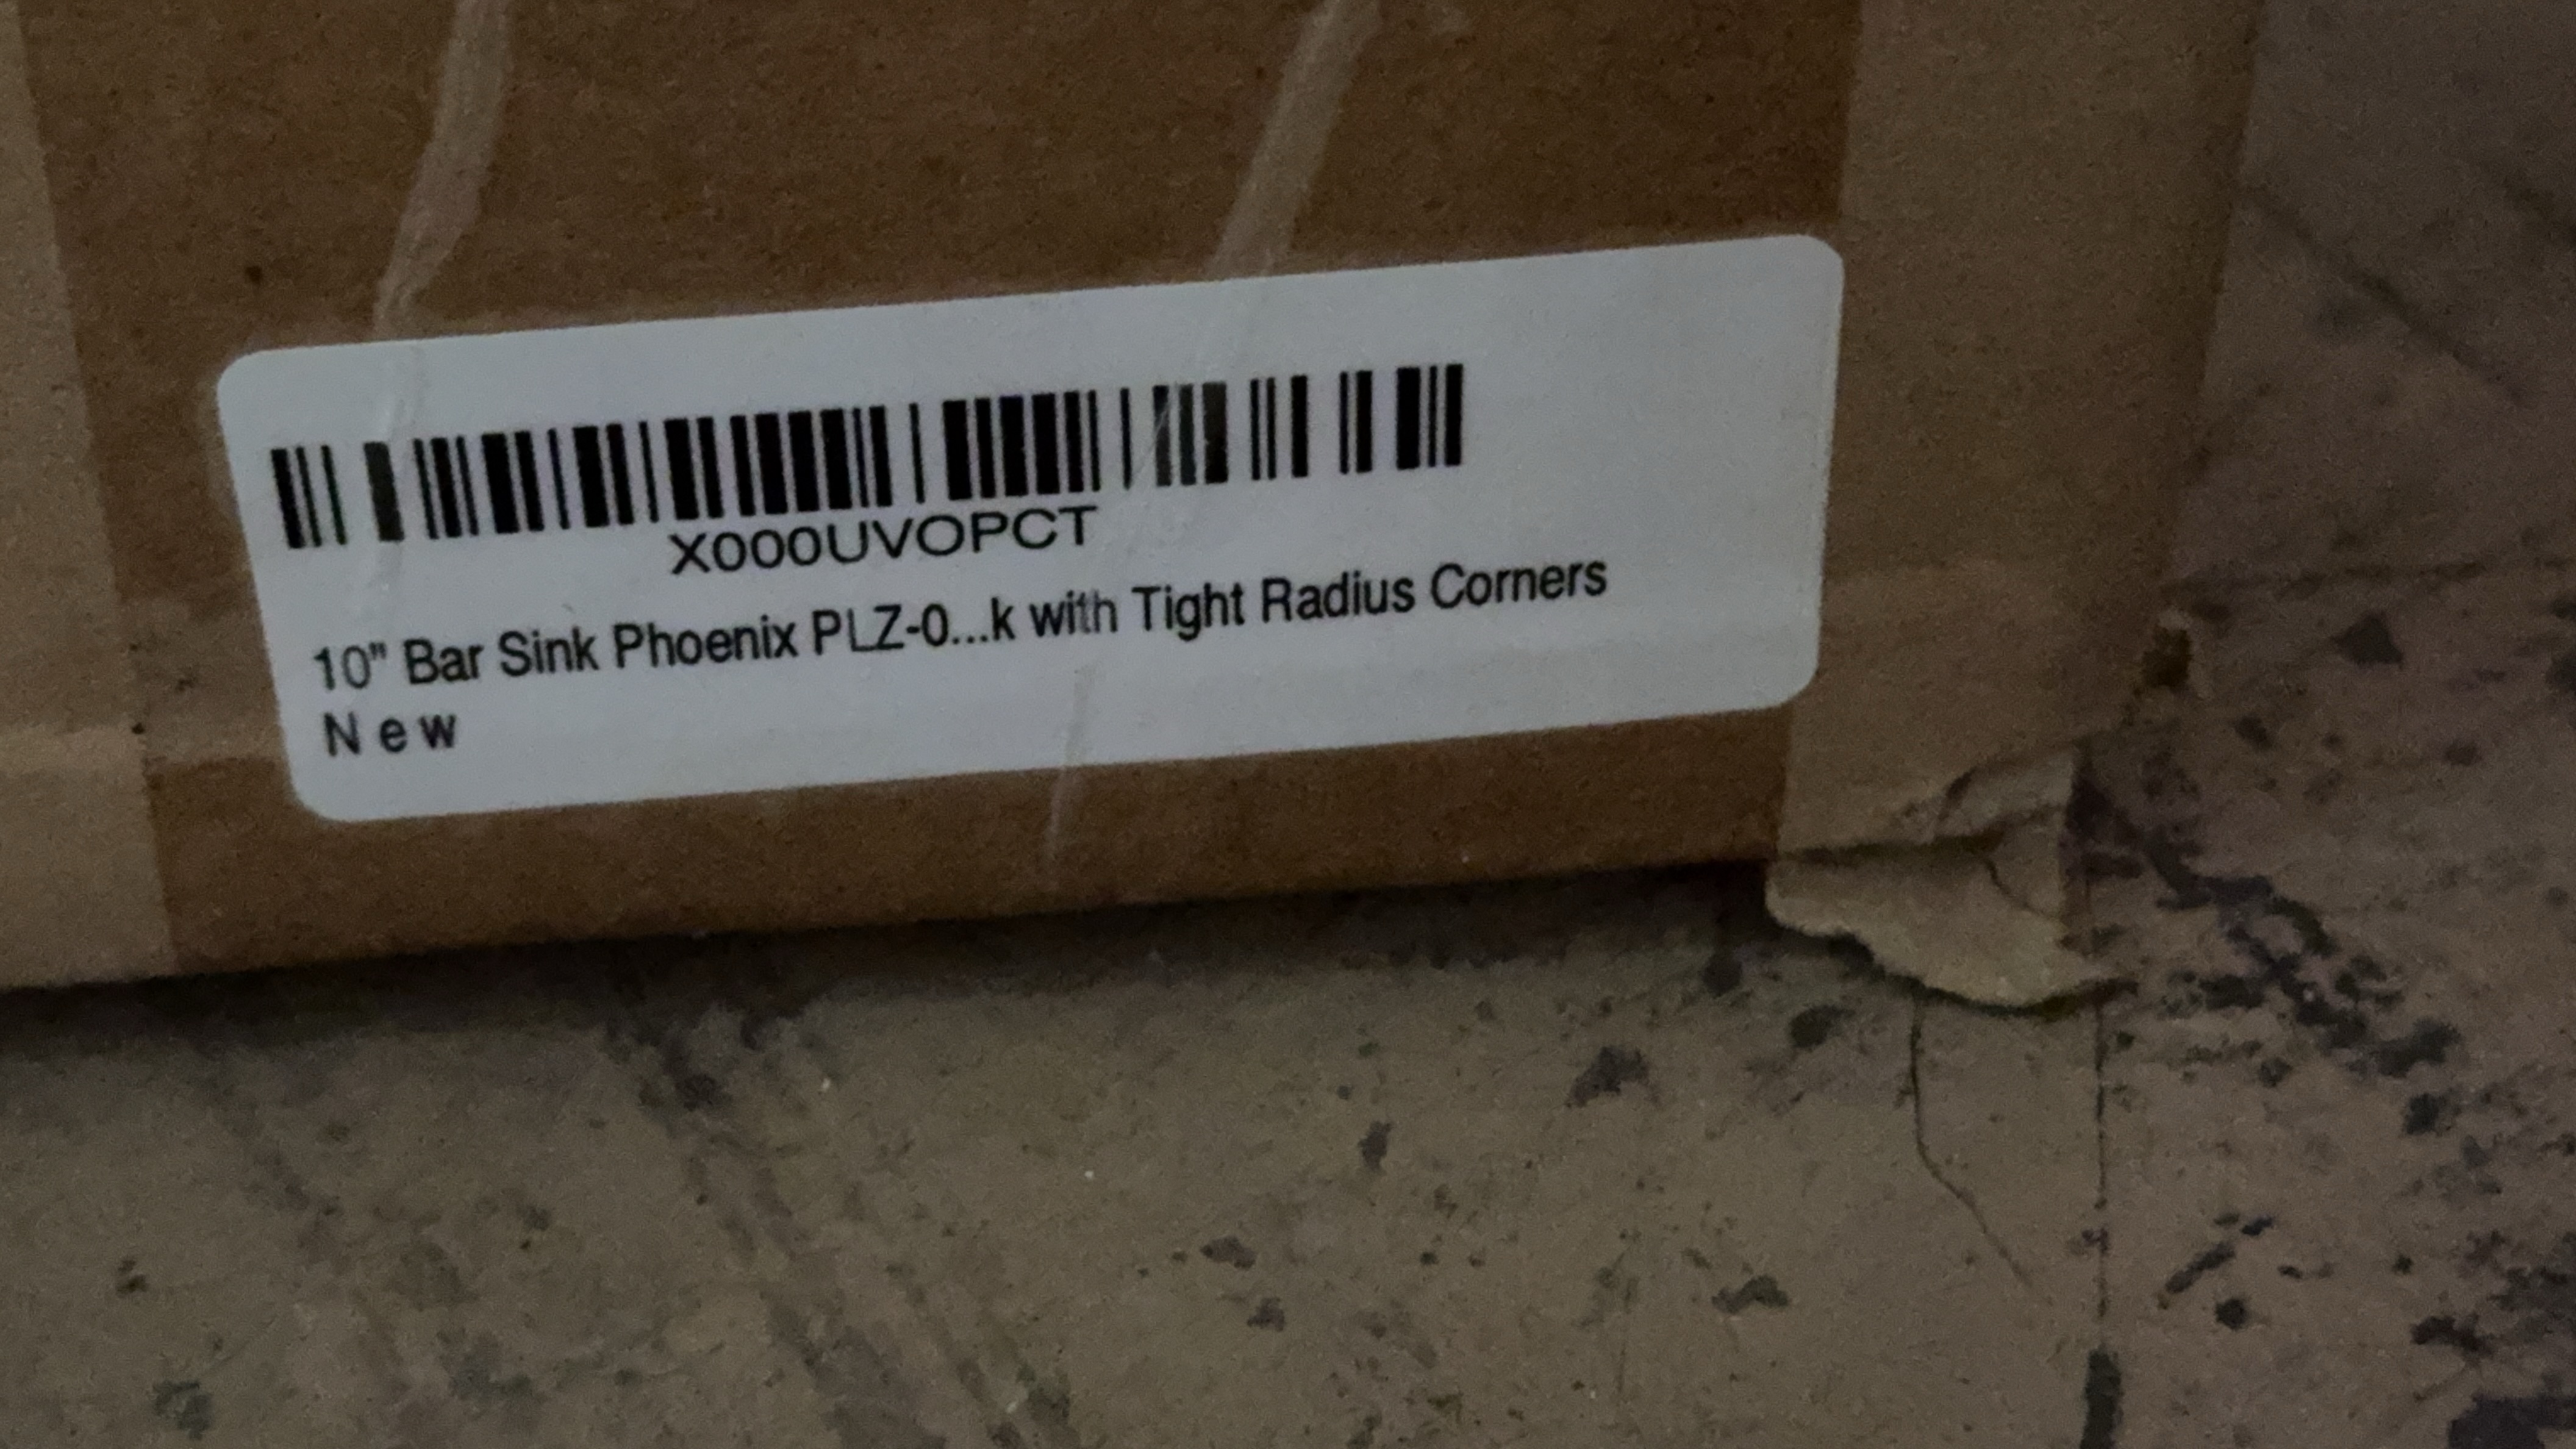 X000UVOPCT
10" Bar Sink Phoenix PLZ-0...k with Tight Radius Corners
New